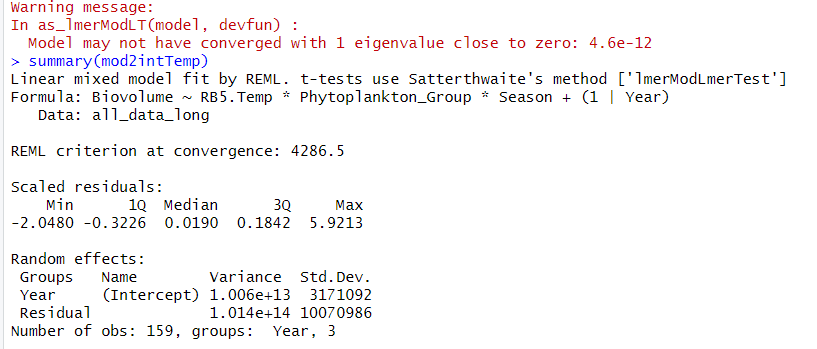 Warning message:
In as_lmerModLT(model, devfun) :
  Model may not have converged with 1 eigenvalue close to zero: 4.6e-12
> summary(mod2intTemp)
Linear mixed model fit by REML. t-tests use Satterthwaite's method ['lmerModLmerTest']
Formula: Biovolume ~ RB5.Temp * Phytoplankton_Group * Season + (1 | Year)
   Data: all_data_long
REML criterion at convergence: 4286.5
Scaled residuals:
    Min      1Q  Median      3Q     Max
-2.0480 -0.3226  0.0190  0.1842  5.9213
Random effects:
 Groups   Name        Variance  Std.Dev.
 Year     (Intercept) 1.006e+13  3171092
 Residual             1.014e+14 10070986
Number of obs: 159, groups:  Year, 3